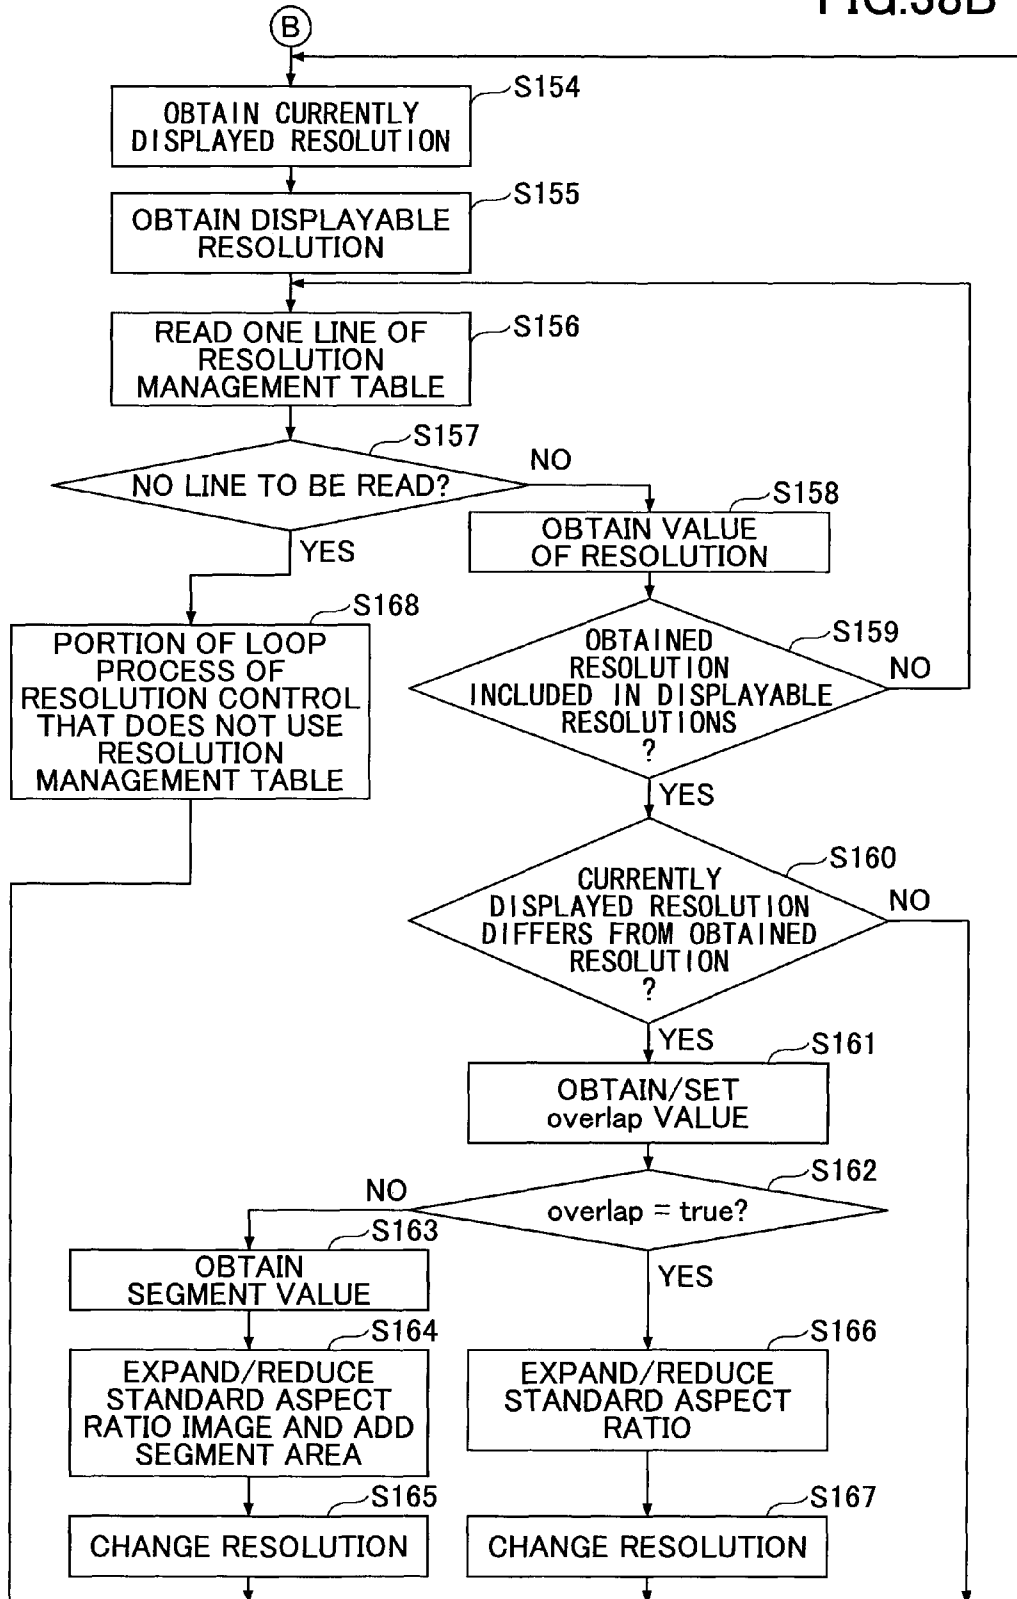 FIG.38B
B
S154
OBTAIN CURRENTLY
DISPLAYED RESOLUTION
S155
OBTAIN DISPLAYABLE
RESOLUTION
S156
READ ONE LINE OF
RESOLUTION
MANAGEMENT TABLE
S157
NO LINE TO BE READ?
NO
YES
S158
OBTAIN VALUE
OF RESOLUTION
S168
PORTION OF LOOP
PROCESS OF
RESOLUTION CONTROL
THAT DOES NOT USE
RESOLUTION
MANAGEMENT TABLE
S159
OBTAINED
RESOLUTION
INCLUDED IN DISPLAYABLE
RESOLUTIONS
?
NO
YES
S160
CURRENTLY
DISPLAYED RESOLUTION
DIFFERS FROM OBTAINED
RESOLUTION
?
NO
YES
S161
OBTAIN/SET
overlap VALUE
S162
overlap = true?
NO
YES
S163
OBTAIN
SEGMENT VALUE
S164
EXPAND/REDUCE
STANDARD ASPECT
RATIO IMAGE AND ADD
SEGMENT AREA
S166
EXPAND/REDUCE
STANDARD ASPECT
RATIO
S165
CHANGE RESOLUTION
S167
CHANGE RESOLUTION